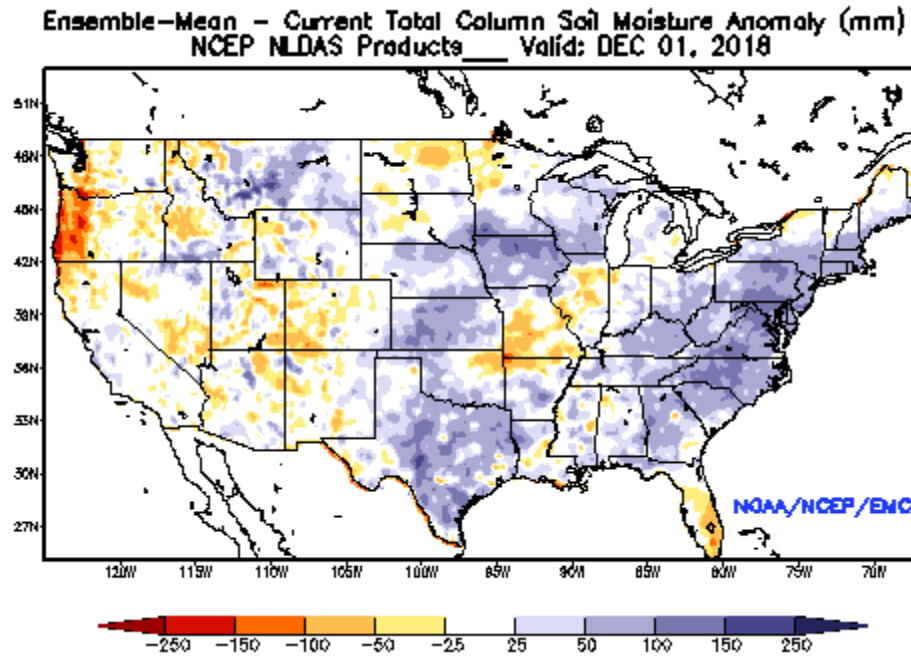 Ensemble-Mean - Current Total Column Soil Moisture Anomaly (mm)
NCEP NLDAS Products___ Valid: DEC 01, 2018
51N
48N
45N
42N
39N
36N
33N
30N
27N
NOAA/NCEP/EMC
120W 115W 110W 105W 100W 95W 90W 85W 80W 75W 70W
-250 -150 -100 -50 -25 25 50 100 150 250